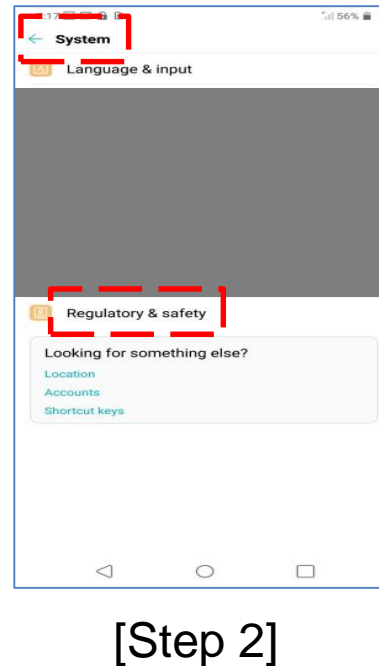 56%
System
Language & input
Regulatory & safety
Looking for something else?
Location
Accounts
Shortcut keys
[Step 2]